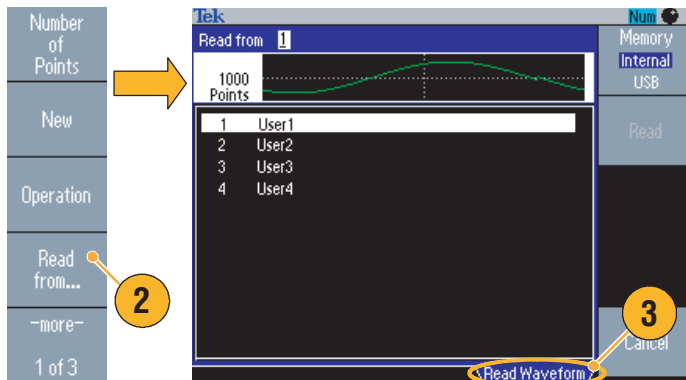 Number
of
Points
New
Operation
Read
from...
-more-
1 of 3
2
Tek
Num
Read from 1
1000
Points
1 User1
2 User2
3 User3
4 User4
Read Waveform
Memory
Internal
USB
Read
3
Cancel